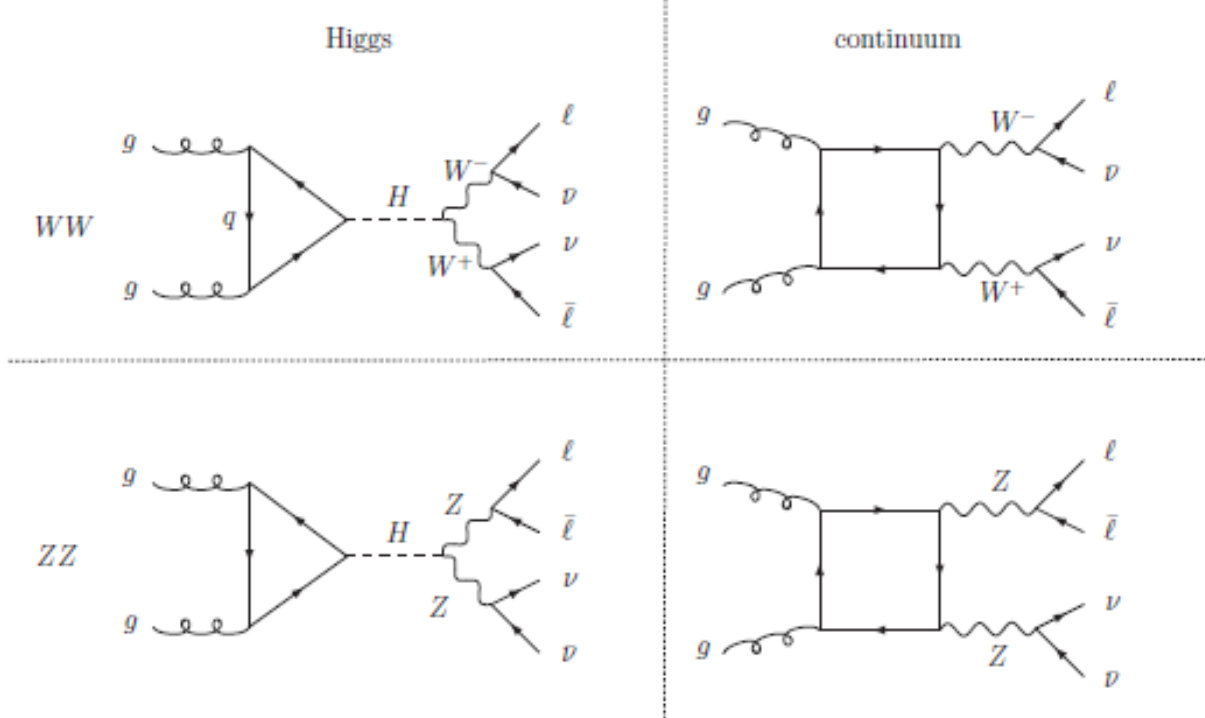 Higgs
continuum
WW
g
g
q
H
W⁻
W⁺
ℓ
ν̄
ν
ℓ̄
g
g
W⁻
W⁺
ℓ
ν̄
ν
ℓ̄
ZZ
g
g
H
Z
Z
ℓ
ℓ̄
ν
ν̄
g
g
Z
Z
ℓ
ℓ̄
ν
ν̄